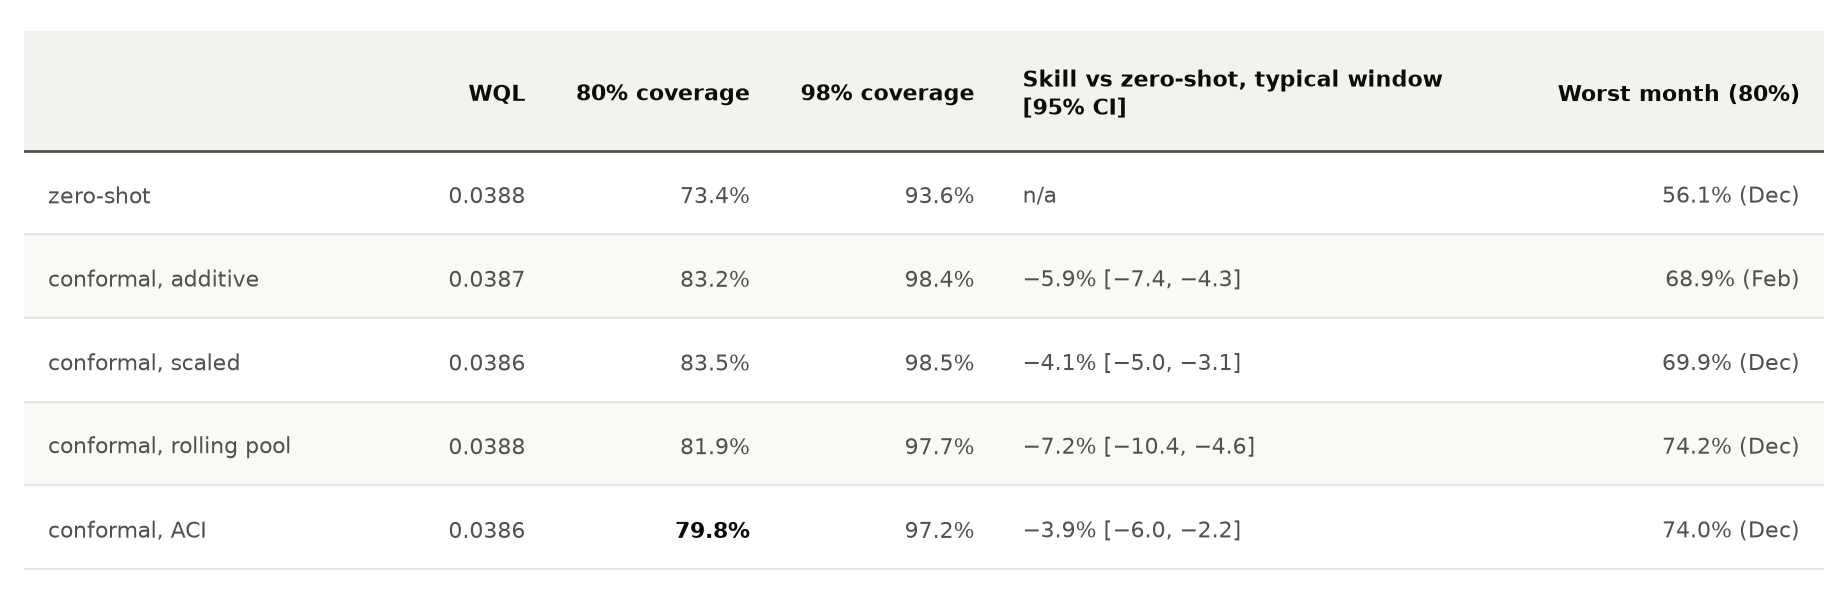 WQL 80% coverage 98% coverage Skill vs zero-shot, typical window [95% CI] Worst month (80%)
zero-shot 0.0388 73.4% 93.6% n/a 56.1% (Dec)
conformal, additive 0.0387 83.2% 98.4% −5.9% [−7.4, −4.3] 68.9% (Feb)
conformal, scaled 0.0386 83.5% 98.5% −4.1% [−5.0, −3.1] 69.9% (Dec)
conformal, rolling pool 0.0388 81.9% 97.7% −7.2% [−10.4, −4.6] 74.2% (Dec)
conformal, ACI 0.0386 79.8% 97.2% −3.9% [−6.0, −2.2] 74.0% (Dec)